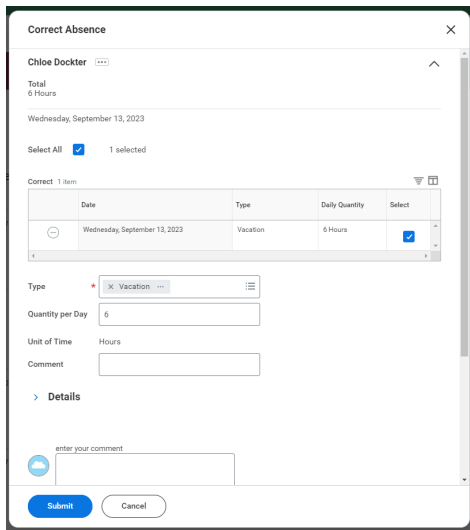 Correct Absence
Chloe Dockter
Total
6 Hours
Wednesday, September 13, 2023
Select All 1 selected
Correct 1 item
Date Type Daily Quantity Select
Wednesday, September 13, 2023 Vacation 6 Hours
Type * × Vacation ...
Quantity per Day 6
Unit of Time Hours
Comment
Details
enter your comment
Submit Cancel